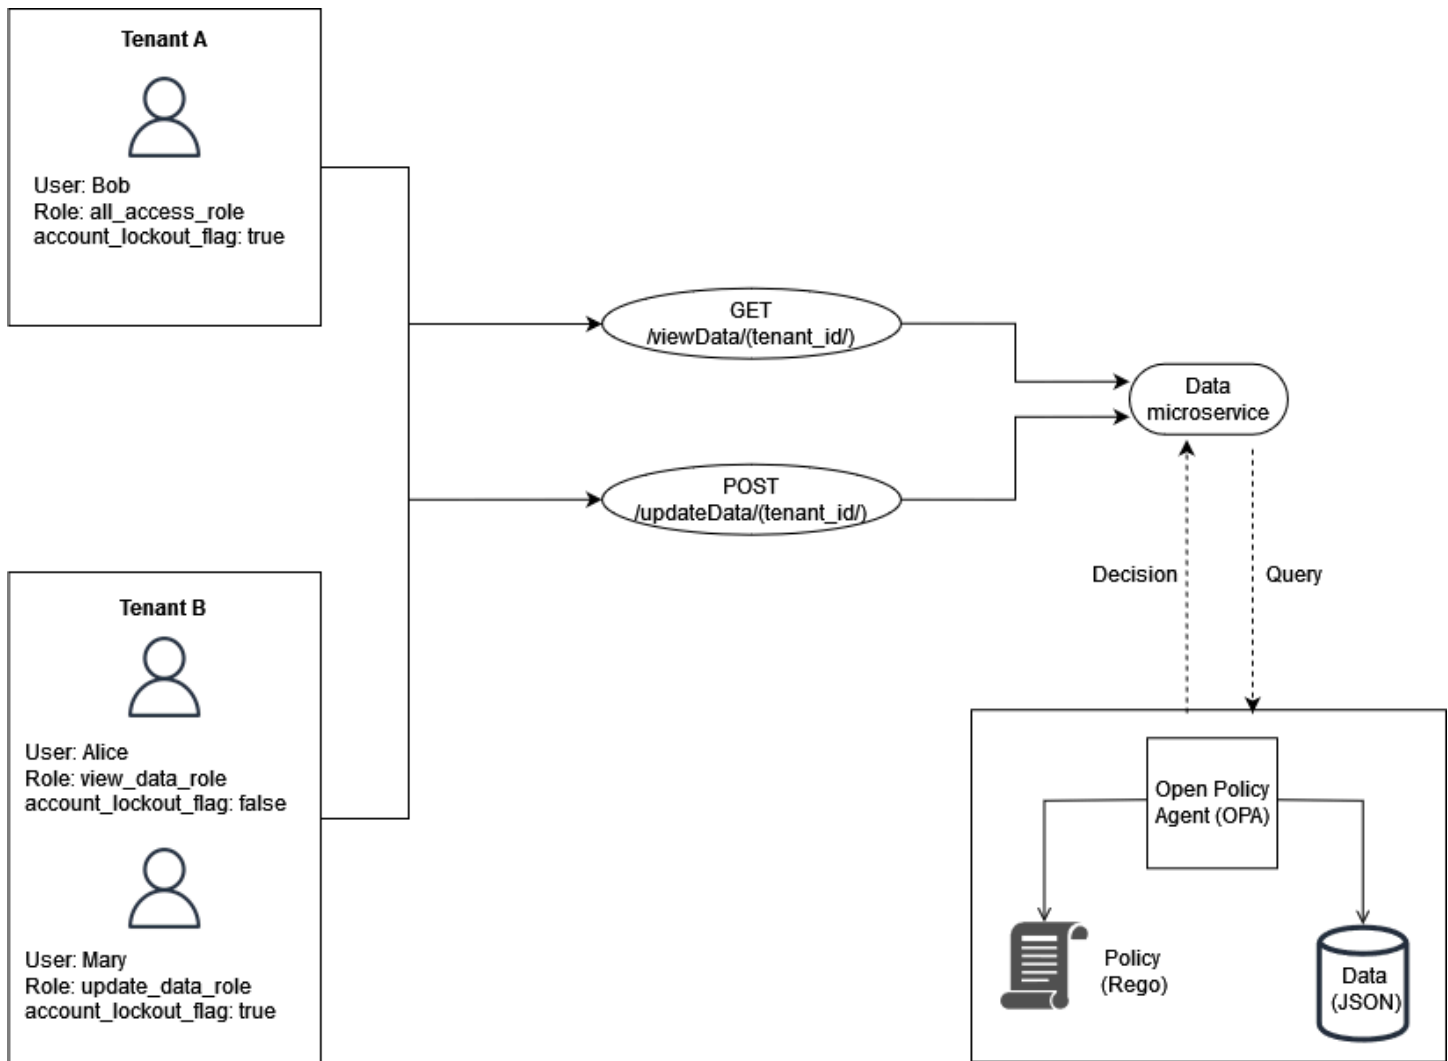 Tenant A
User: Bob
Role: all_access_role
account_lockout_flag: true
GET
/viewData/(tenant_id/)
Data
microservice
POST
/updateData/(tenant_id/)
Decision
Query
Tenant B
User: Alice
Role: view_data_role
account_lockout_flag: false
User: Mary
Role: update_data_role
account_lockout_flag: true
Open Policy
Agent (OPA)
Policy
(Rego)
Data
(JSON)